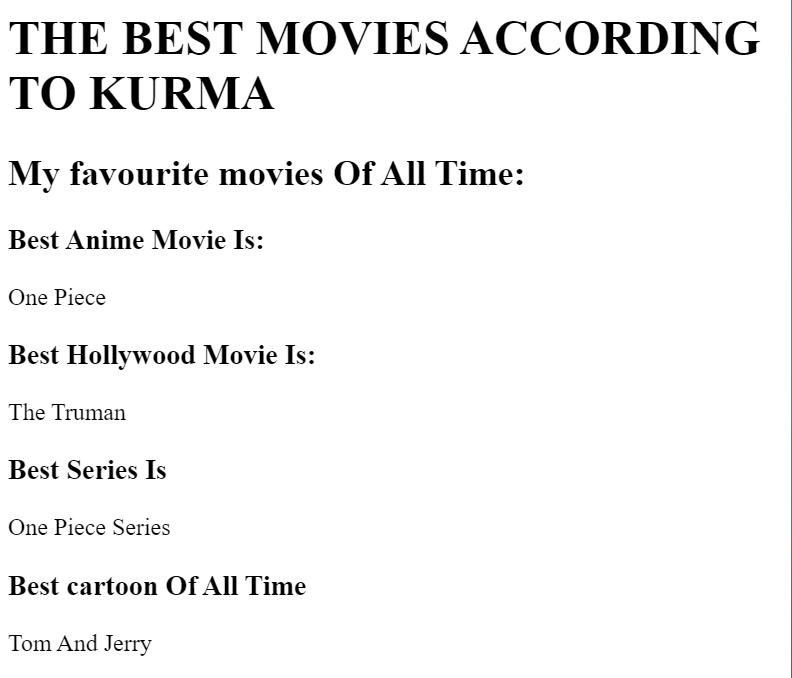 THE BEST MOVIES ACCORDING
TO KURMA
My favourite movies Of All Time:
Best Anime Movie Is:
One Piece
Best Hollywood Movie Is:
The Truman
Best Series Is
One Piece Series
Best cartoon Of All Time
Tom And Jerry